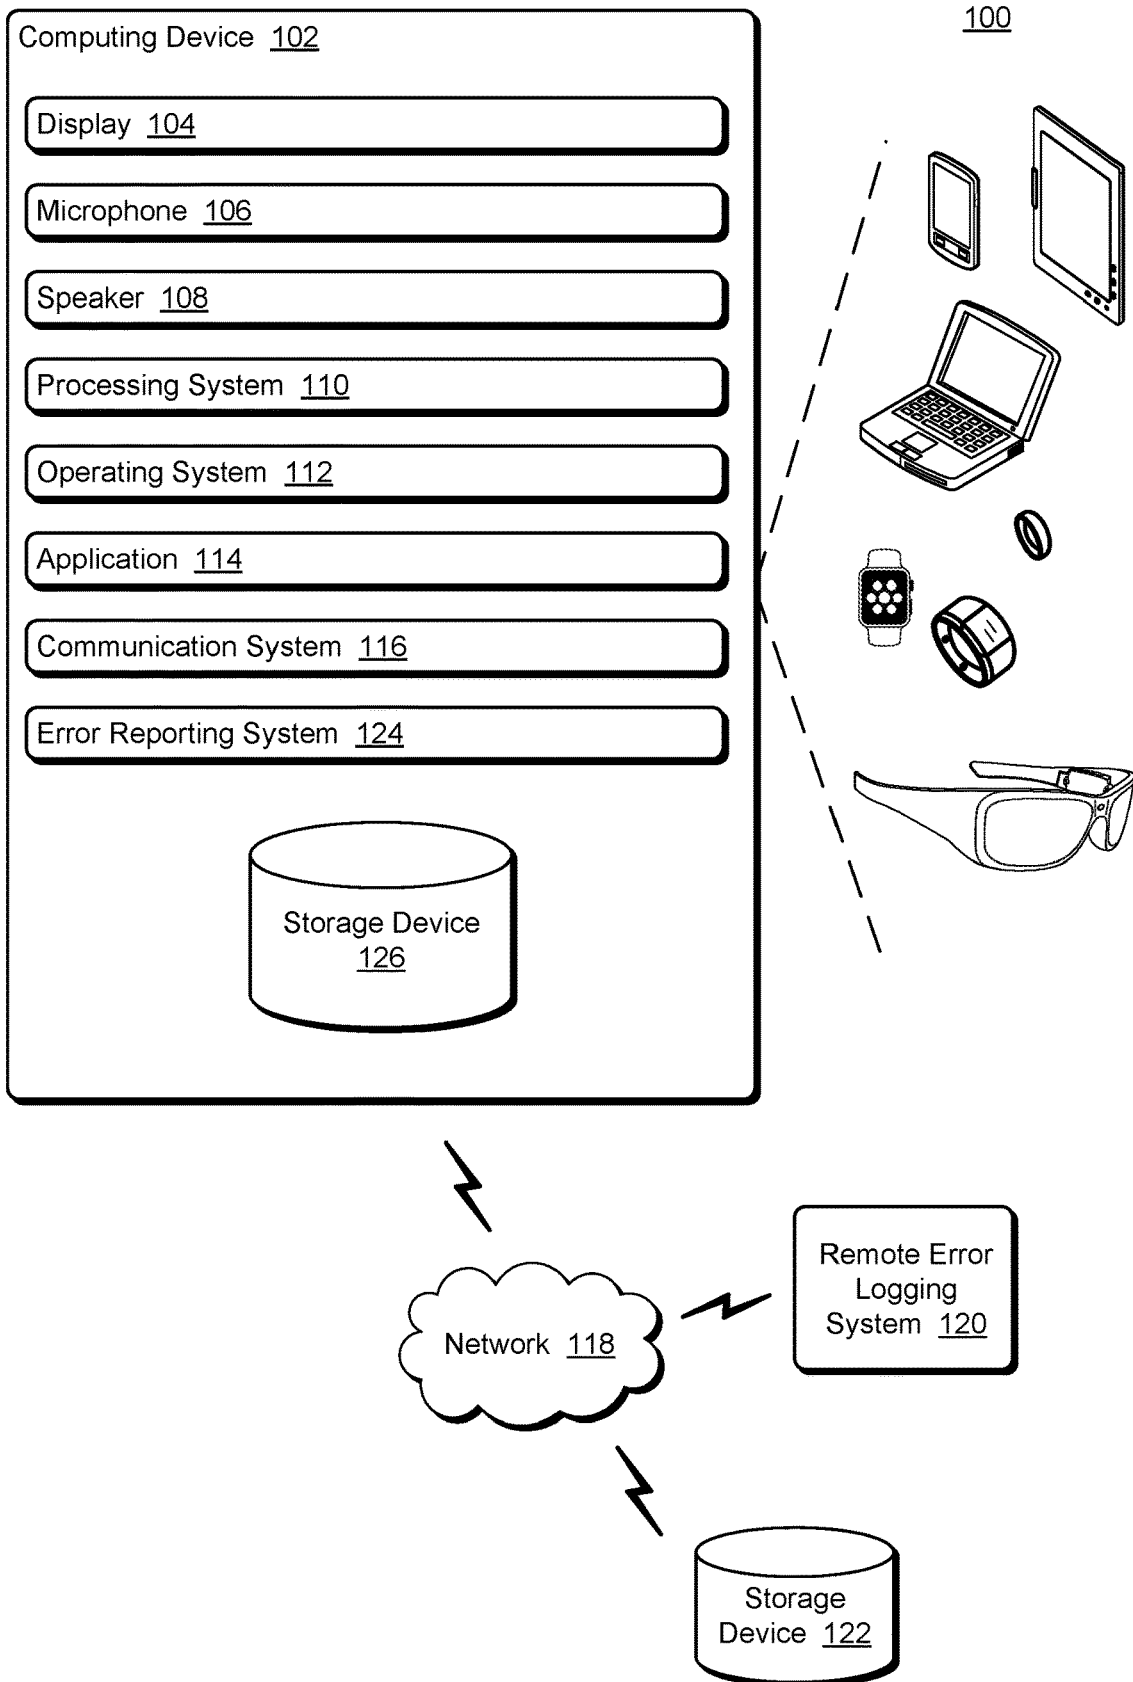 100
Computing Device 102
Display 104
Microphone 106
Speaker 108
Processing System 110
Operating System 112
Application 114
Communication System 116
Error Reporting System 124
Storage Device
126
Remote Error
Logging
System 120
Network 118
Storage
Device 122